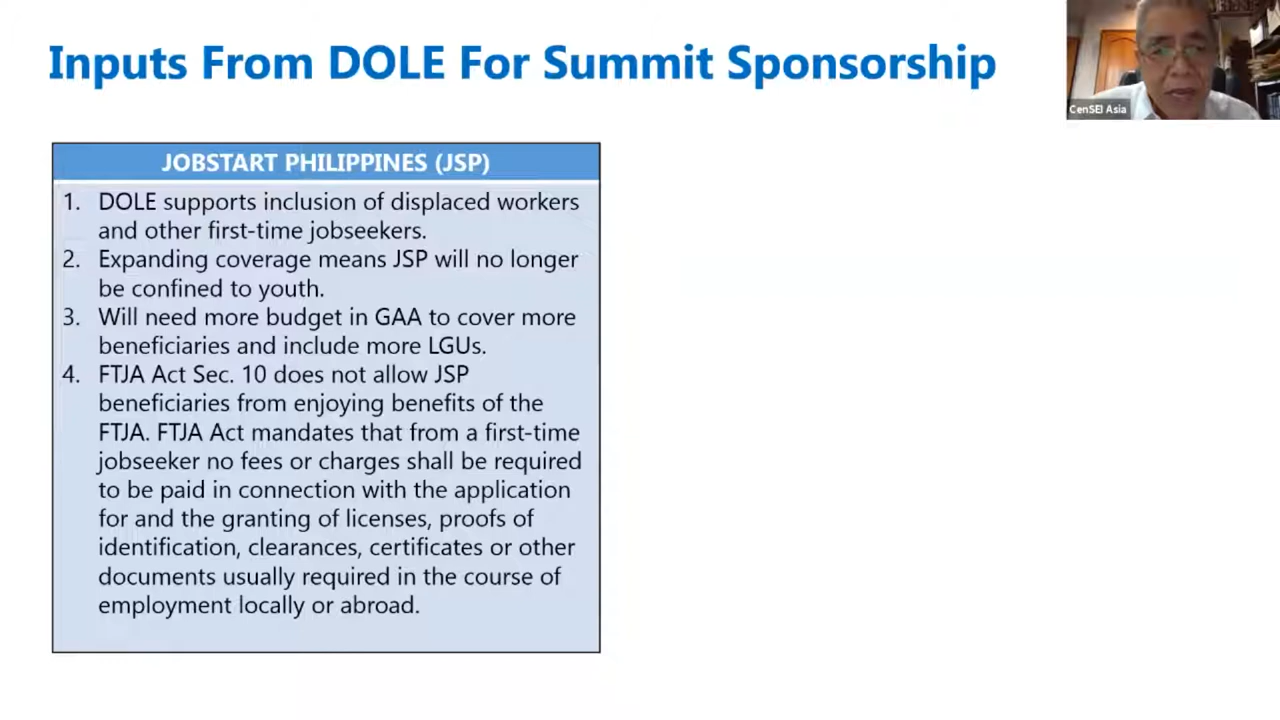 Inputs From DOLE For Summit Sponsorship
CenSEI Asia
JOBSTART PHILIPPINES (JSP)
1. DOLE supports inclusion of displaced workers
and other first-time jobseekers.
2. Expanding coverage means JSP will no longer
be confined to youth.
3. Will need more budget in GAA to cover more
beneficiaries and include more LGUs.
4. FTJA Act Sec. 10 does not allow JSP
beneficiaries from enjoying benefits of the
FTJA. FTJA Act mandates that from a first-time
jobseeker no fees or charges shall be required
to be paid in connection with the application
for and the granting of licenses, proofs of
identification, clearances, certificates or other
documents usually required in the course of
employment locally or abroad.